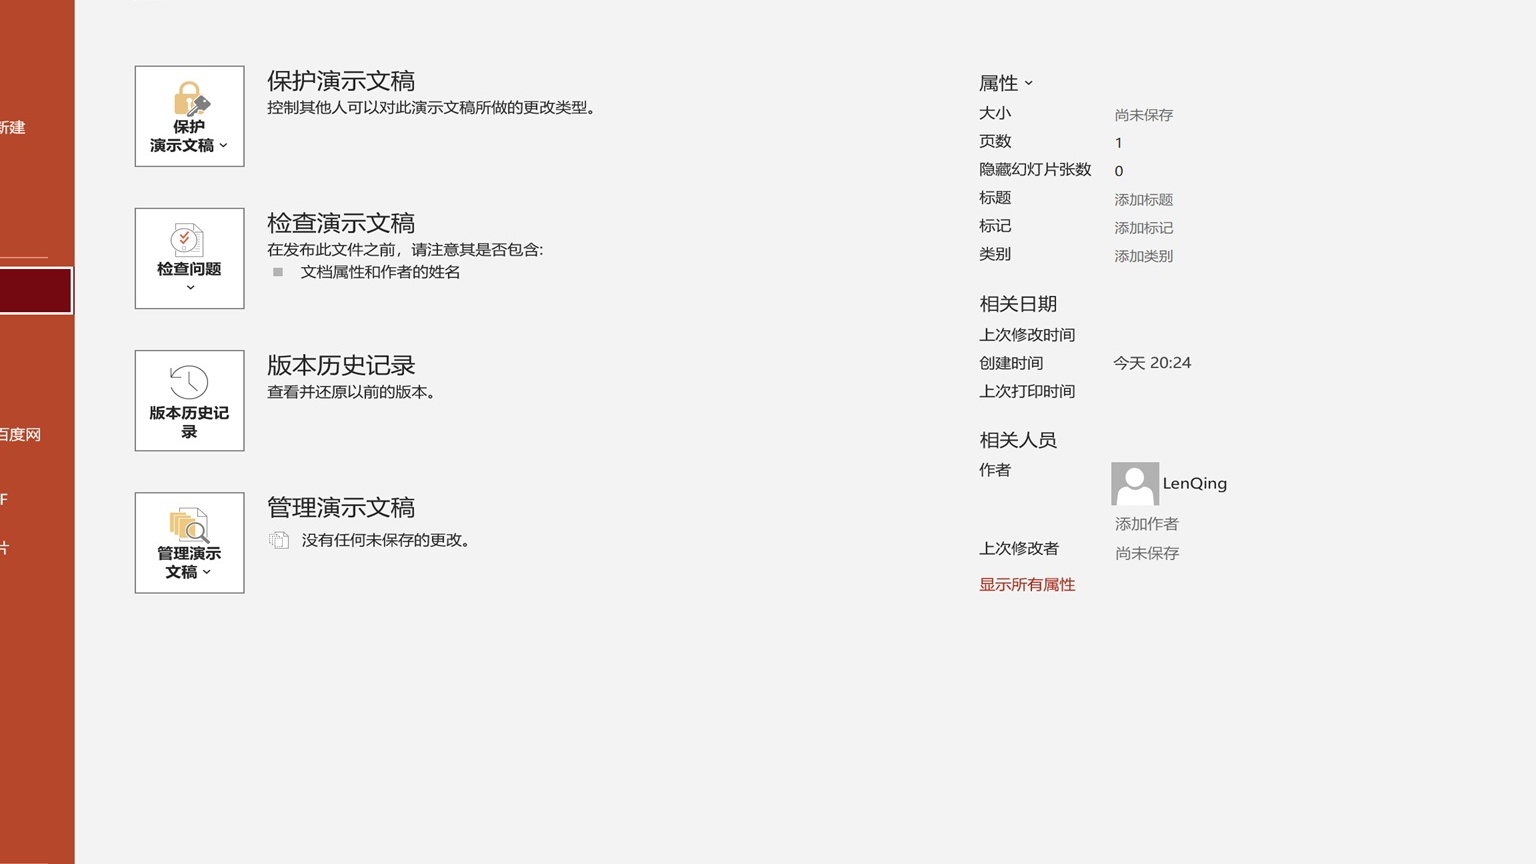 新建
百度网
F
片
保护
演示文稿
保护演示文稿
控制其他人可以对此演示文稿所做的更改类型。
检查问题
检查演示文稿
在发布此文件之前，请注意其是否包含:
文档属性和作者的姓名
版本历史记
录
版本历史记录
查看并还原以前的版本。
管理演示
文稿
管理演示文稿
没有任何未保存的更改。
属性
大小 尚未保存
页数 1
隐藏幻灯片张数 0
标题 添加标题
标记 添加标记
类别 添加类别
相关日期
上次修改时间
创建时间 今天 20:24
上次打印时间
相关人员
作者 LenQing
添加作者
上次修改者 尚未保存
显示所有属性